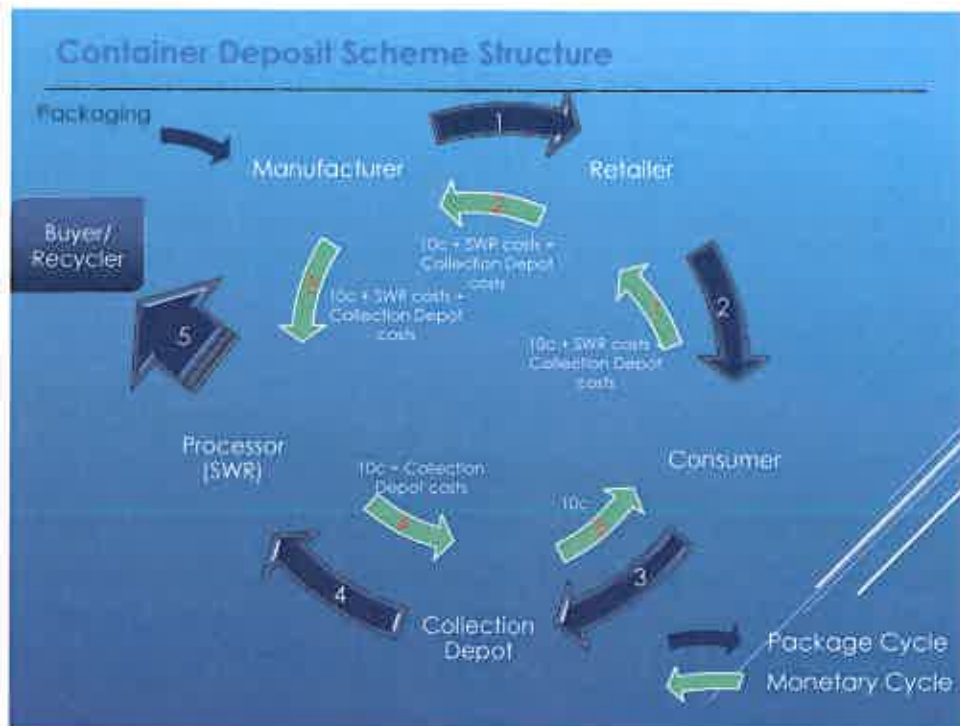 Container Deposit Scheme Structure
Packaging
1
Manufacturer
Retailer
2
Buyer/
Recycler
10c + SWR costs +
Collection Depot
costs
10c + SWR costs +
Collection Depot
costs
2
5
10c + SWR costs
Collection Depot
costs
Processor
(SWR)
Consumer
10c + Collection
Depot costs
10c
4
3
Collection
Depot
Package Cycle
Monetary Cycle